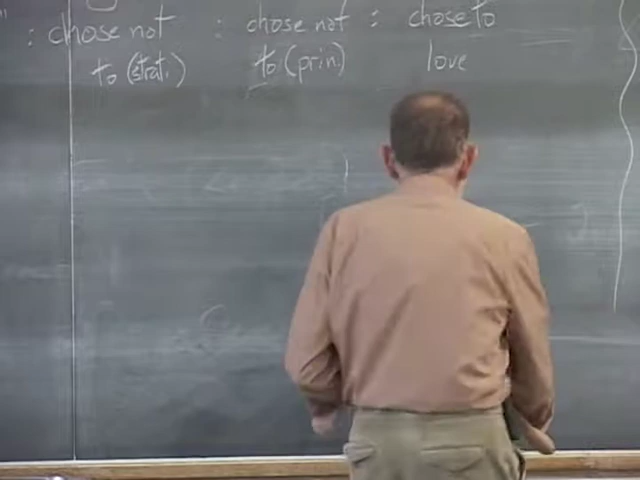 : chose not : chose not : chose to
to (strat.) to (prin.) love